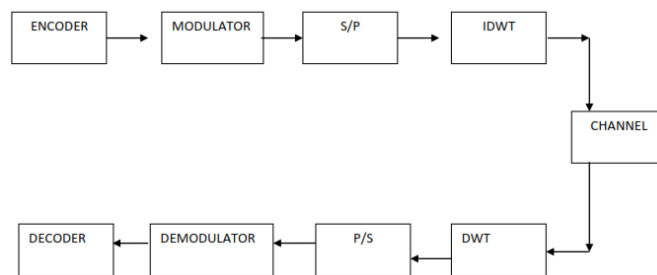 ENCODER
MODULATOR
S/P
IDWT
CHANNEL
DECODER
DEMODULATOR
P/S
DWT